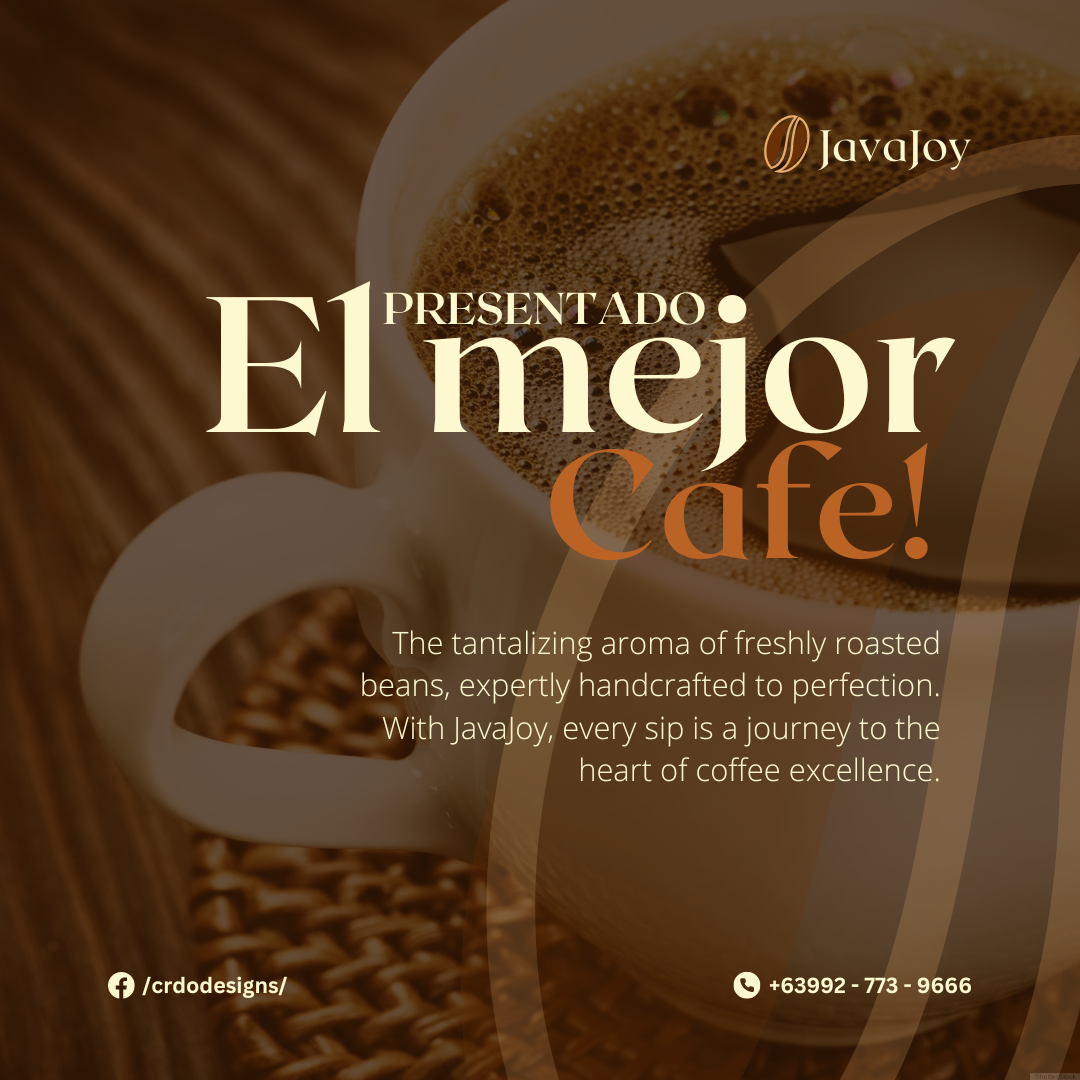 JavaJoy
PRESENTADO
El mejor
Cafe!
The tantalizing aroma of freshly roasted
beans, expertly handcrafted to perfection.
With JavaJoy, every sip is a journey to the
heart of coffee excellence.
/crdodesigns/
+63992 - 773 - 9666